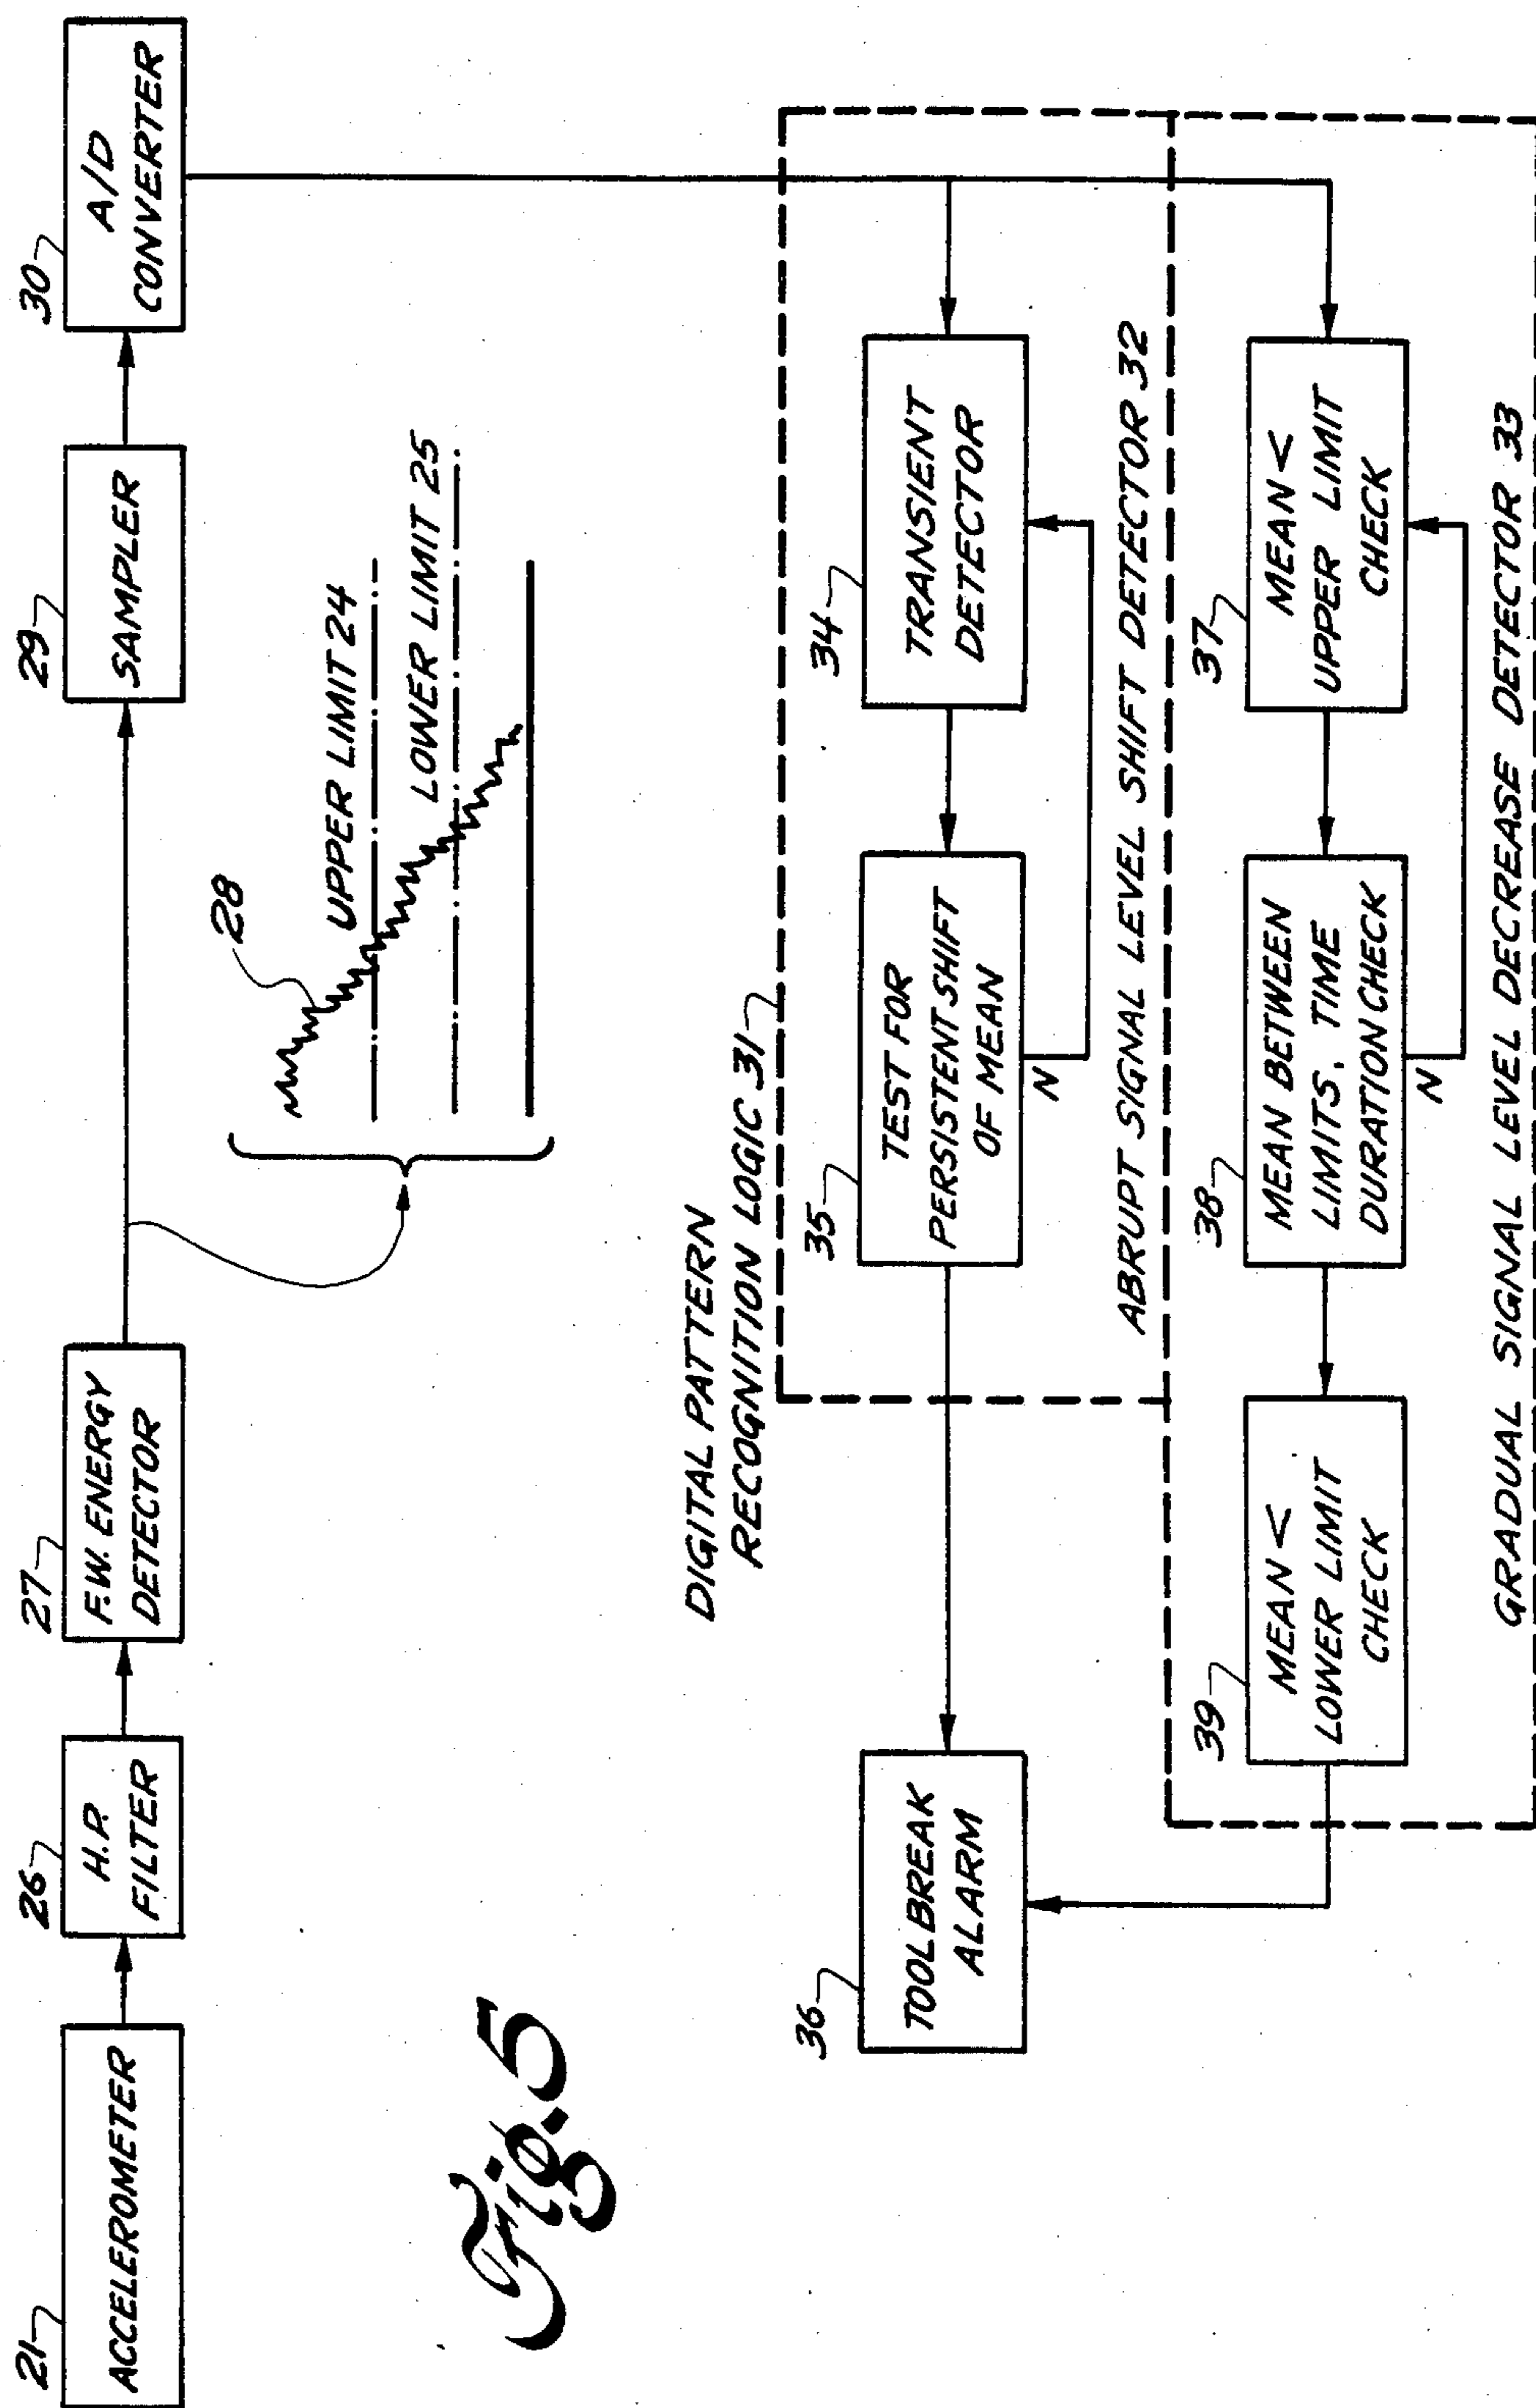 21
ACCELEROMETER
26
H.P.
FILTER
27
F.W. ENERGY
DETECTOR
29
SAMPLER
30
A/D
CONVERTER
28
UPPER LIMIT 24
LOWER LIMIT 25
Fig. 5
DIGITAL PATTERN
RECOGNITION LOGIC 31
36
TOOLBREAK
ALARM
35
TEST FOR
PERSISTENT SHIFT
OF MEAN
N
34
TRANSIENT
DETECTOR
ABRUPT SIGNAL LEVEL SHIFT DETECTOR 32
39
MEAN <
LOWER LIMIT
CHECK
38
MEAN BETWEEN
LIMITS, TIME
DURATION CHECK
N
37
MEAN <
UPPER LIMIT
CHECK
GRADUAL SIGNAL LEVEL DECREASE DETECTOR 33